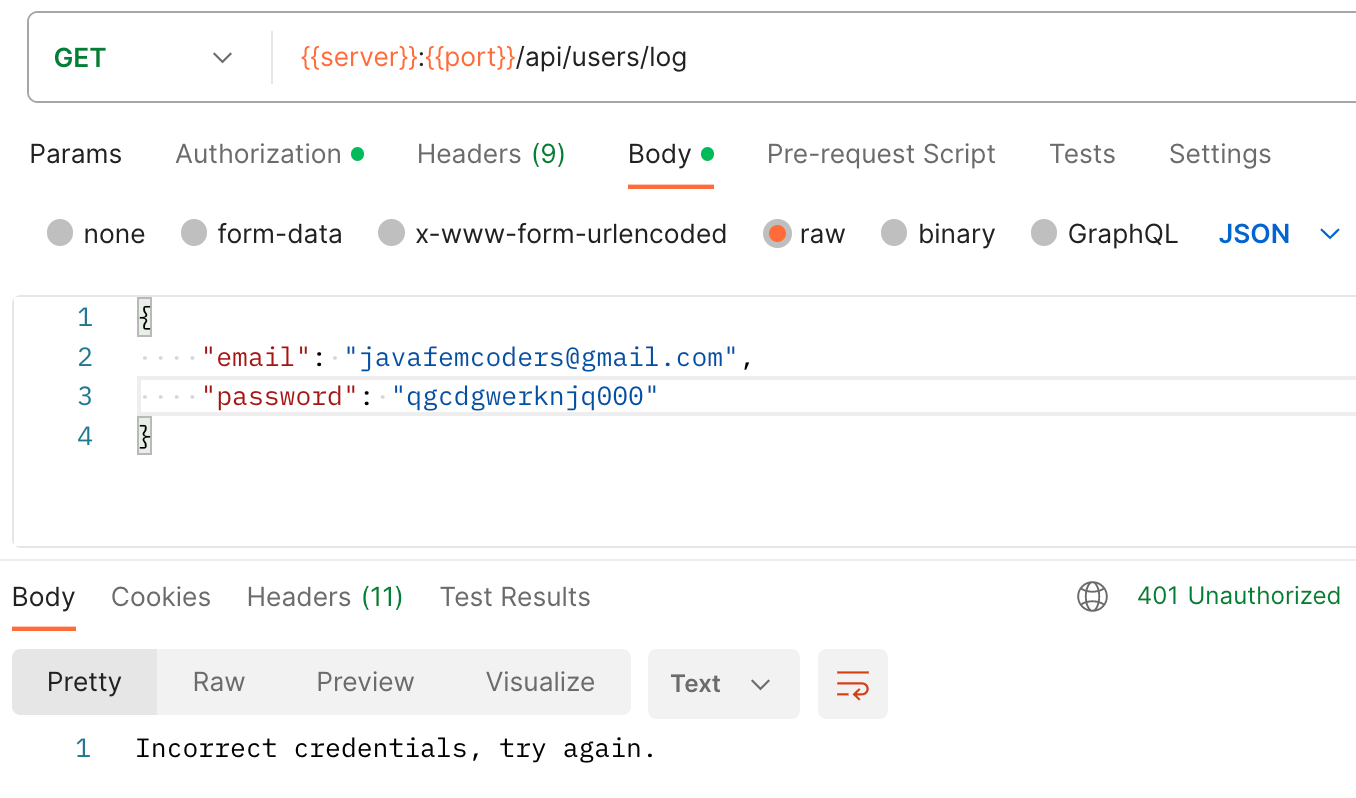 GET {{server}}:{{port}}/api/users/log
Params Authorization Headers (9) Body Pre-request Script Tests Settings
none form-data x-www-form-urlencoded raw binary GraphQL JSON
1 {
2 "email": "javafemcoders@gmail.com",
3 "password": "qgcdgwerknjq000"
4 }
Body Cookies Headers (11) Test Results 401 Unauthorized
Pretty Raw Preview Visualize Text
1 Incorrect credentials, try again.